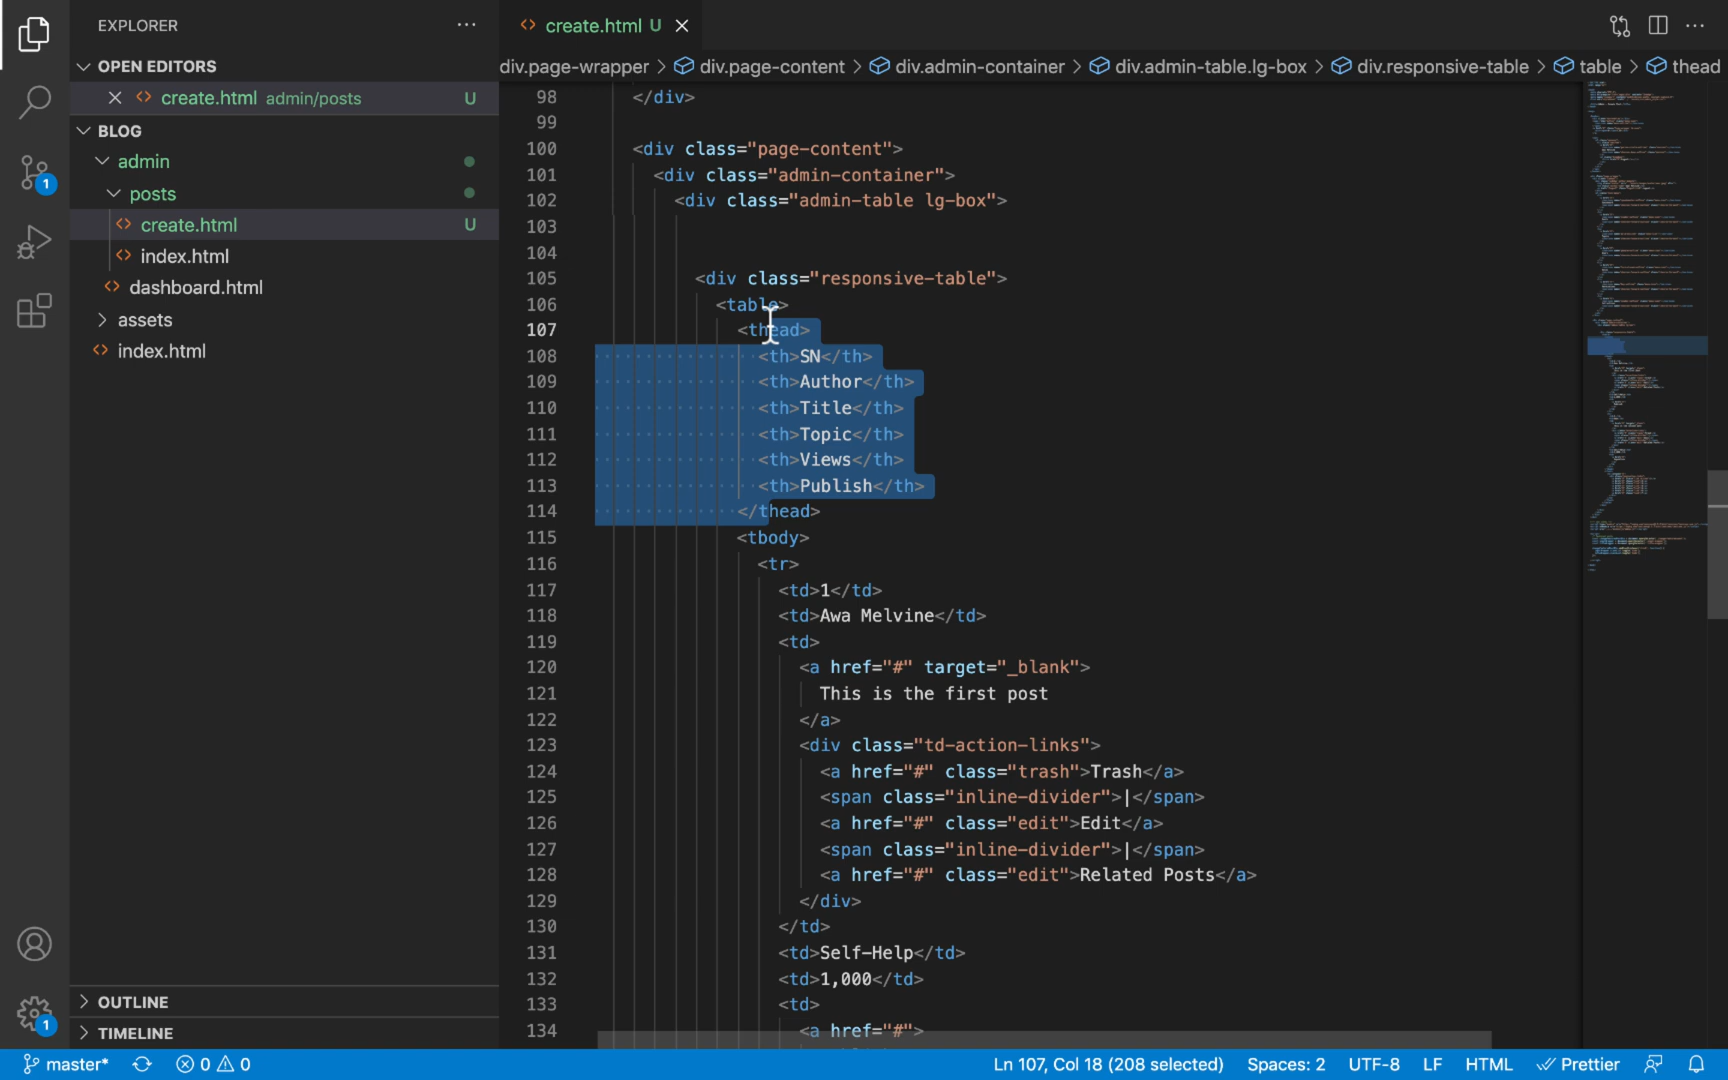 EXPLORER
OPEN EDITORS
create.html admin/posts U
BLOG
admin
posts
create.html U
index.html
dashboard.html
assets
index.html
OUTLINE
TIMELINE
1
1
create.html U
div.page-wrapper > div.page-content > div.admin-container > div.admin-table.lg-box > div.responsive-table > table > thead
98 </div>
99
100 <div class="page-content">
101 <div class="admin-container">
102 <div class="admin-table lg-box">
103
104
105 <div class="responsive-table">
106 <table>
107 <thead>
108 <th>SN</th>
109 <th>Author</th>
110 <th>Title</th>
111 <th>Topic</th>
112 <th>Views</th>
113 <th>Publish</th>
114 </thead>
115 <tbody>
116 <tr>
117 <td>1</td>
118 <td>Awa Melvine</td>
119 <td>
120 <a href="#" target="_blank">
121 This is the first post
122 </a>
123 <div class="td-action-links">
124 <a href="#" class="trash">Trash</a>
125 <span class="inline-divider">|</span>
126 <a href="#" class="edit">Edit</a>
127 <span class="inline-divider">|</span>
128 <a href="#" class="edit">Related Posts</a>
129 </div>
130 </td>
131 <td>Self-Help</td>
132 <td>1,000</td>
133 <td>
134 <a href="#">
master* 0 0 Ln 107, Col 18 (208 selected) Spaces: 2 UTF-8 LF HTML Prettier